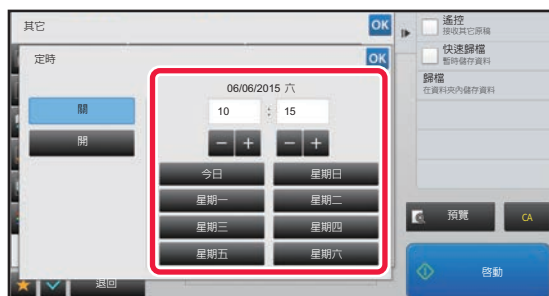 其它
OK
定時
OK
06/06/2015 六
關
10 : 15
開
− + − +
今日 星期日
星期一 星期二
星期三 星期四
星期五 星期六
退回
遙控
接收其它原稿
快速歸檔
暫時儲存資料
歸檔
在資料夾內儲存資料
預覽
CA
啓動